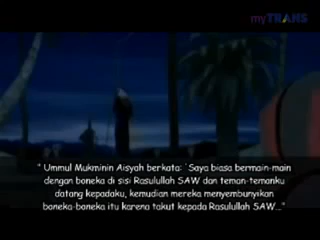 myTRANS
" Ummul Mukminin Aisyah berkata: `Saya biasa bermain-main
dengan boneka di sisi Rasulullah SAW dan teman-temanku
datang kepadaku, kemudian mereka menyembunyikan
boneka-boneka itu karena takut kepada Rasulullah SAW..."